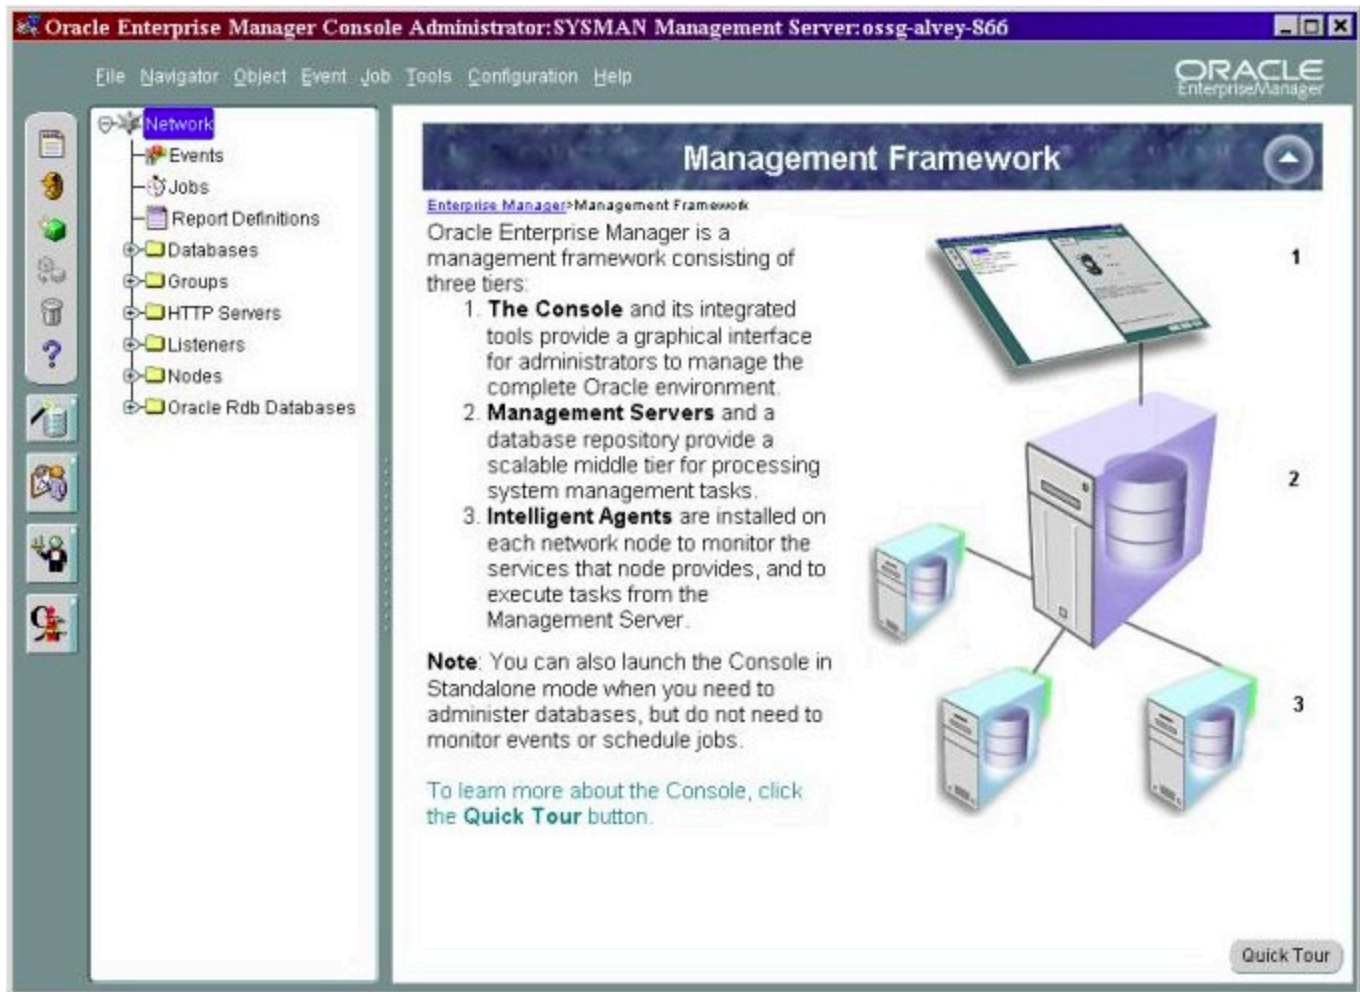 Oracle Enterprise Manager Console Administrator:SYSMAN Management Server:ossg-alvey-866
File Navigator Object Event Job Tools Configuration Help
ORACLE
EnterpriseManager
Network
Events
Jobs
Report Definitions
Databases
Groups
HTTP Servers
Listeners
Nodes
Oracle Rdb Databases
Management Framework
Enterprise Manager>Management Framework
Oracle Enterprise Manager is a
management framework consisting of
three tiers:
1. The Console and its integrated
tools provide a graphical interface
for administrators to manage the
complete Oracle environment.
2. Management Servers and a
database repository provide a
scalable middle tier for processing
system management tasks.
3. Intelligent Agents are installed on
each network node to monitor the
services that node provides, and to
execute tasks from the
Management Server.
Note: You can also launch the Console in
Standalone mode when you need to
administer databases, but do not need to
monitor events or schedule jobs.
To learn more about the Console, click
the Quick Tour button.
1
2
3
Quick Tour